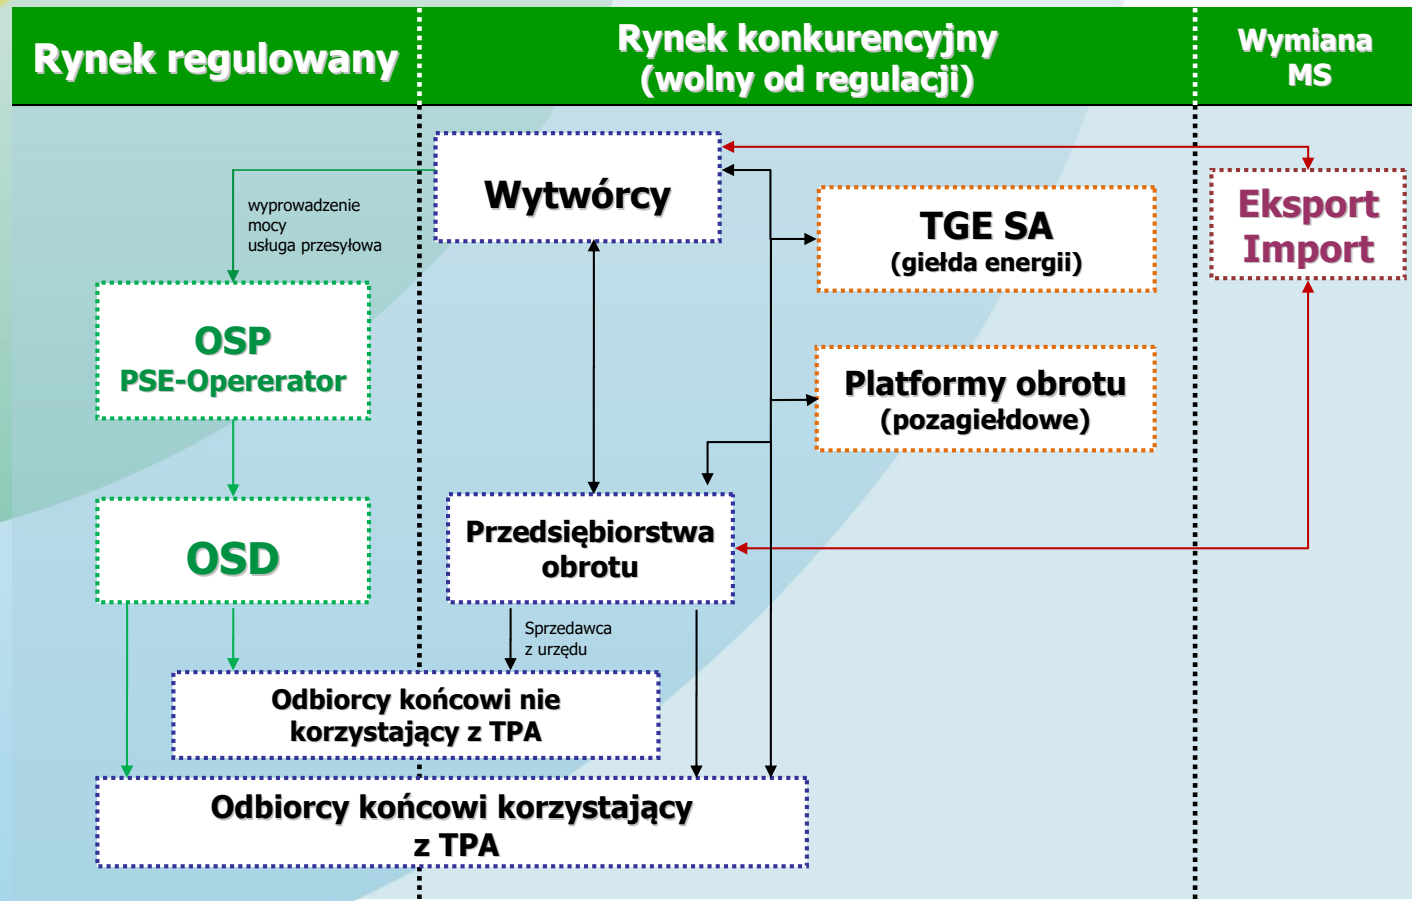 Rynek regulowany
Rynek konkurencyjny
(wolny od regulacji)
Wymiana
MS
Wytwórcy
wyprowadzenie
mocy
usługa przesyłowa
TGE SA
(giełda energii)
Eksport
Import
OSP
PSE-Opererator
Platformy obrotu
(pozagiełdowe)
OSD
Przedsiębiorstwa
obrotu
Sprzedawca
z urzędu
Odbiorcy końcowi nie
korzystający z TPA
Odbiorcy końcowi korzystający
z TPA